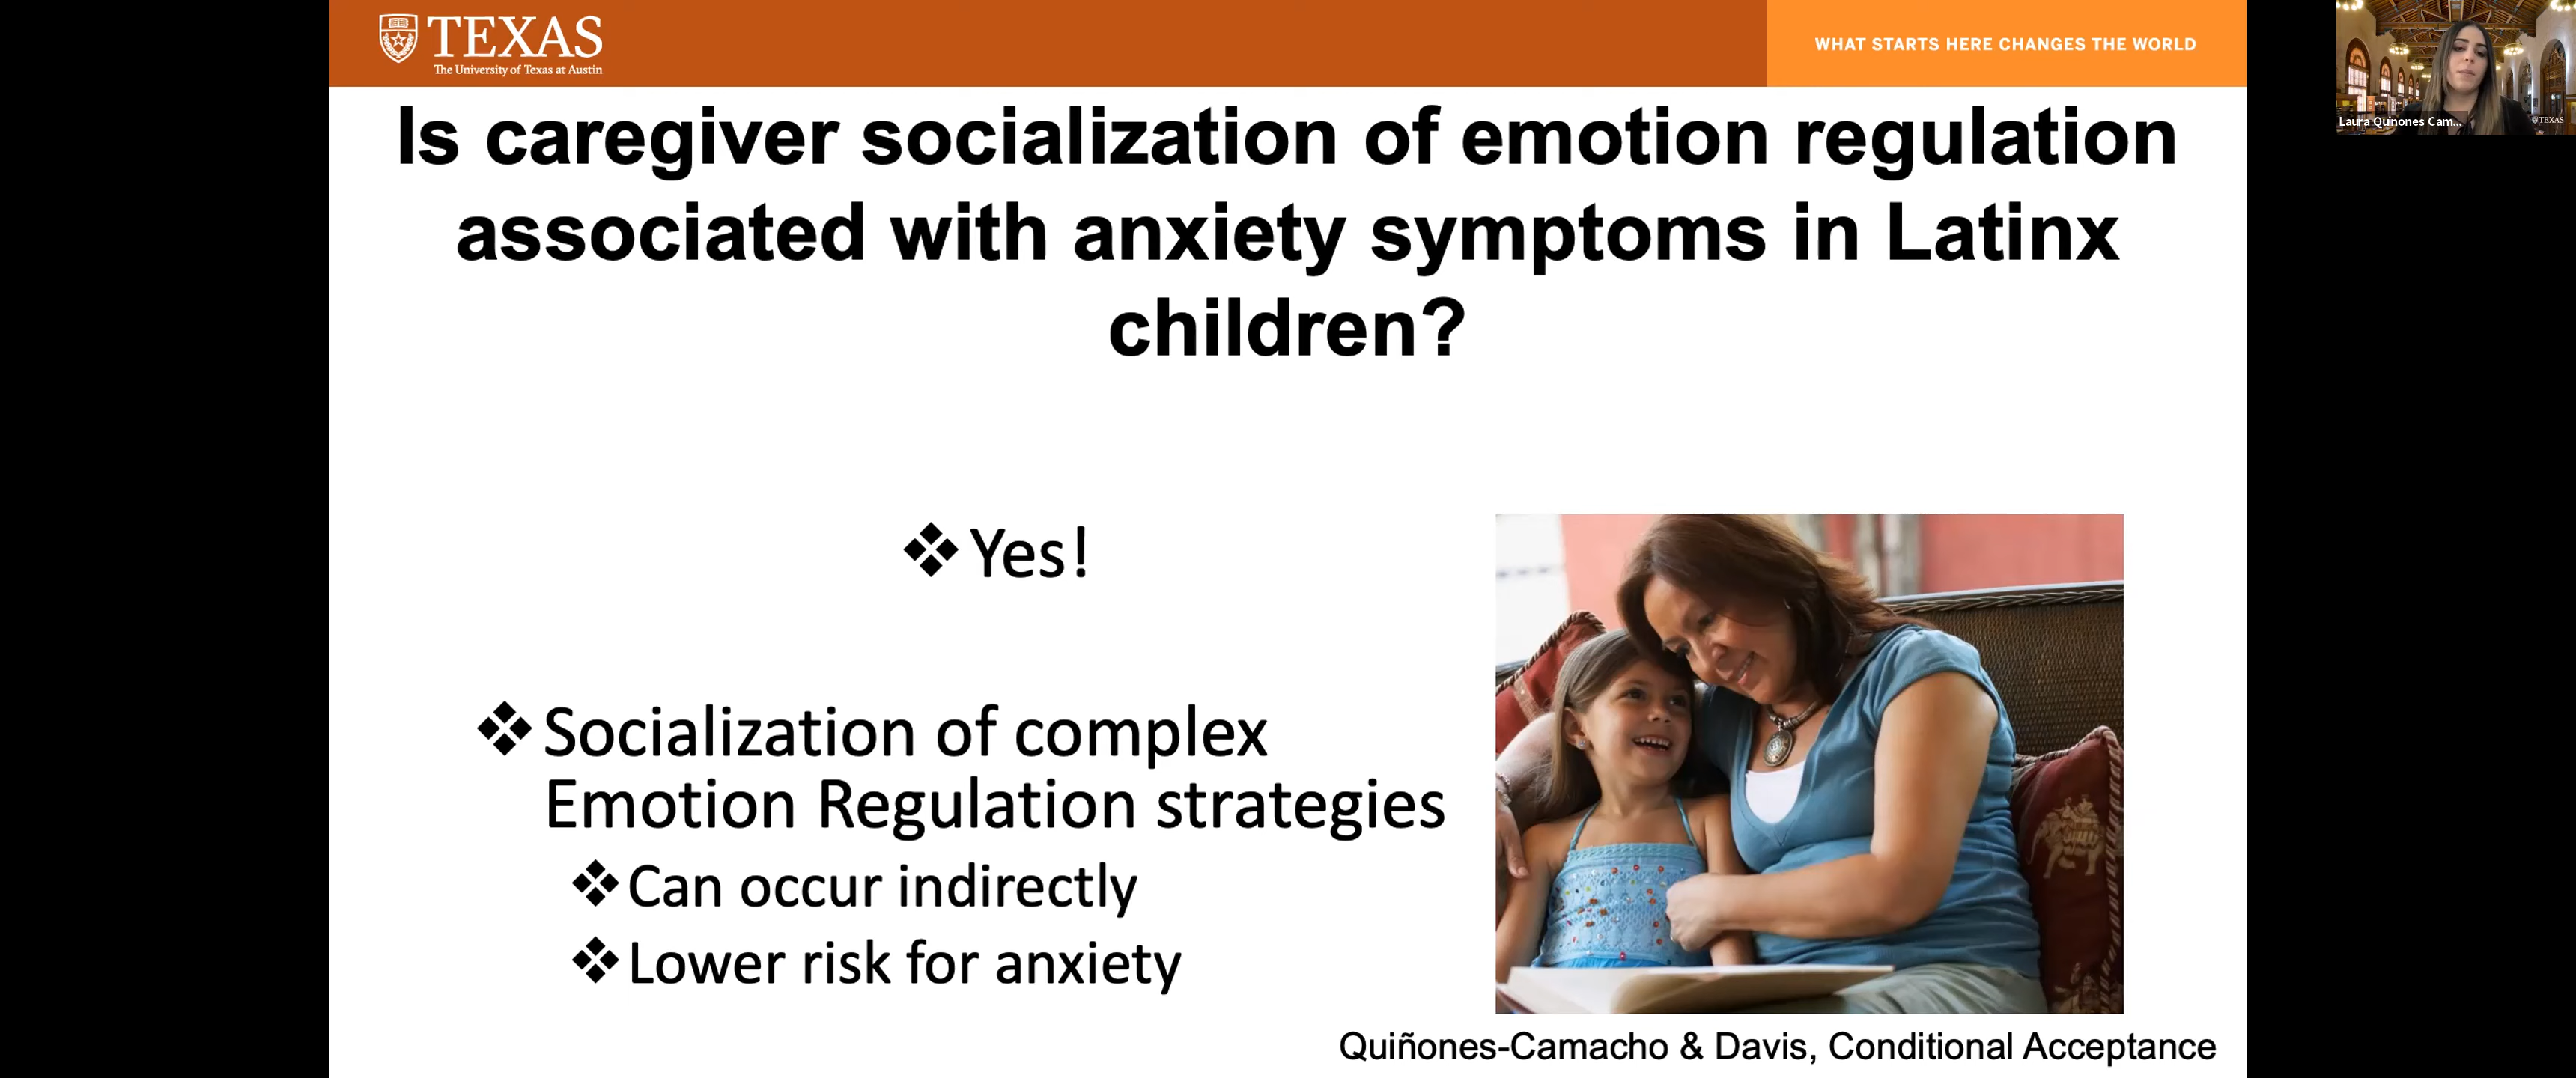 TEXAS
The University of Texas at Austin
WHAT STARTS HERE CHANGES THE WORLD
Laura Quinones Cam...
TEXAS
Is caregiver socialization of emotion regulation
associated with anxiety symptoms in Latinx
children?
❖ Yes!
❖ Socialization of complex
Emotion Regulation strategies
❖ Can occur indirectly
❖ Lower risk for anxiety
Quiñones-Camacho & Davis, Conditional Acceptance